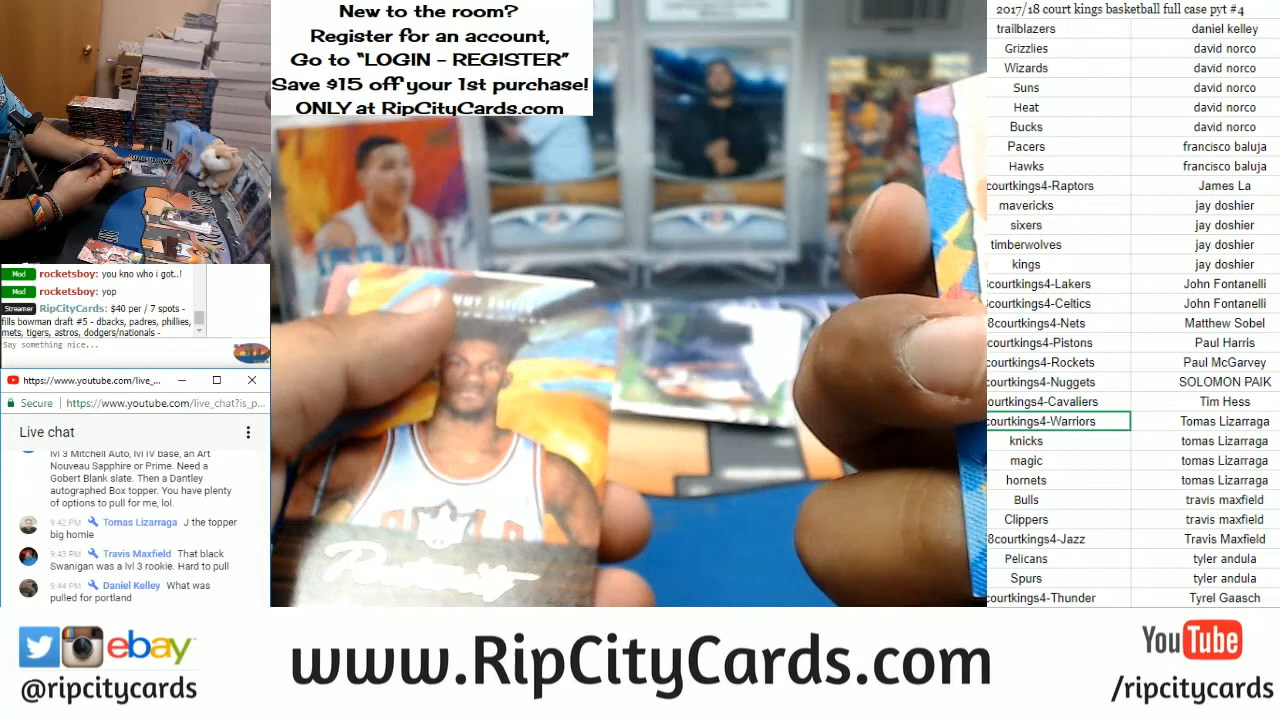 New to the room?
Register for an account,
Go to "LOGIN - REGISTER"
Save $15 off your 1st purchase!
ONLY at RipCityCards.com
2017/18 court kings basketball full case pyt #4
trailblazers daniel kelley
Grizzlies david norco
Wizards david norco
Suns david norco
Heat david norco
Bucks david norco
Pacers francisco baluja
Hawks francisco baluja
courtkings4-Raptors James La
mavericks jay doshier
sixers jay doshier
timberwolves jay doshier
kings jay doshier
courtkings4-Lakers John Fontanelli
courtkings4-Celtics John Fontanelli
8courtkings4-Nets Matthew Sobel
courtkings4-Pistons Paul Harris
courtkings4-Rockets Paul McGarvey
courtkings4-Nuggets SOLOMON PAIK
courtkings4-Cavaliers Tim Hess
courtkings4-Warriors Tomas Lizarraga
knicks tomas Lizarraga
magic tomas Lizarraga
hornets tomas Lizarraga
Bulls travis maxfield
Clippers travis maxfield
8courtkings4-Jazz Travis Maxfield
Pelicans tyler andula
Spurs tyler andula
courtkings4-Thunder Tyrel Gaasch
Mod rocketsboy: you kno who i got..!
Mod rocketsboy: yop
Streamer RipCityCards: $40 per / 7 spots -
fills bowman draft #5 - dbacks, padres, phillies,
mets, tigers, astros, dodgers/nationals -
Say something nice...
https://www.youtube.com/live_...
Secure https://www.youtube.com/live_chat?is_p...
Live chat
lvl 3 Mitchell Auto, lvl IV base, an Art
Nouveau Sapphire or Prime. Need a
Gobert Blank slate. Then a Dantley
autographed Box topper. You have plenty
of options to pull for me, lol.
9:42 PM Tomas Lizarraga J the topper
big homie
9:43 PM Travis Maxfield That black
Swanigan was a lvl 3 rookie. Hard to pull
9:44 PM Daniel Kelley What was
pulled for portland
ebay
@ripcitycards
www.RipCityCards.com
YouTube
/ripcitycards